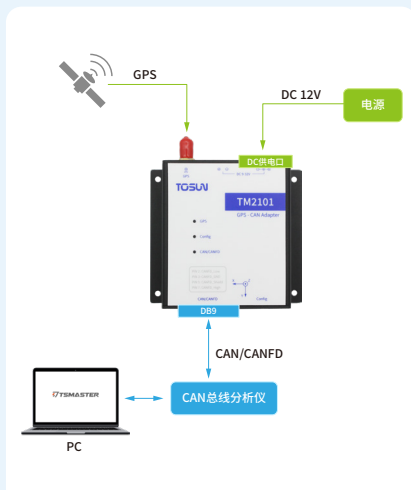 GPS
DC 12V
电源
DC供电口
GPS
TOSUN
TM2101
GPS - CAN Adapter
GPS
Config
CAN/CANFD
CAN/CANFD
Config
DB9
CAN/CANFD
TSMASTER
CAN总线分析仪
PC